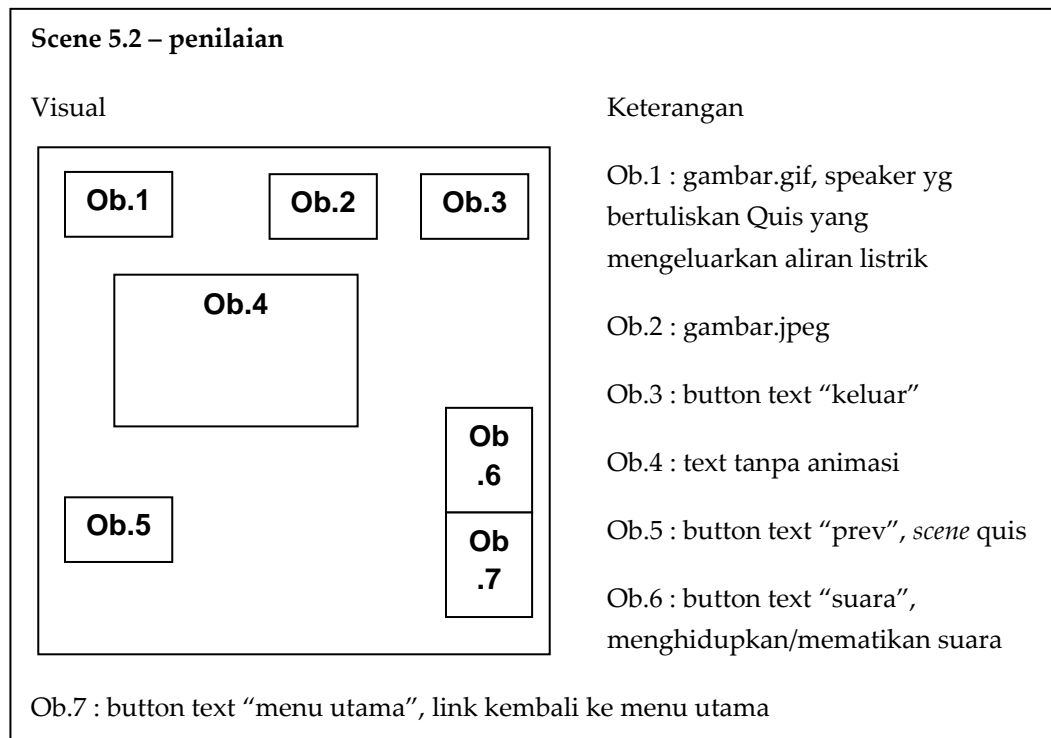 Scene 5.2 – penilaian
Visual
Ob.1
Ob.2
Ob.3
Ob.4
Ob
.6
Ob.5
Ob
.7
Keterangan
Ob.1 : gambar.gif, speaker yg
bertuliskan Quis yang
mengeluarkan aliran listrik
Ob.2 : gambar.jpeg
Ob.3 : button text “keluar”
Ob.4 : text tanpa animasi
Ob.5 : button text “prev”, scene quis
Ob.6 : button text “suara”,
menghidupkan/mematikan suara
Ob.7 : button text “menu utama”, link kembali ke menu utama